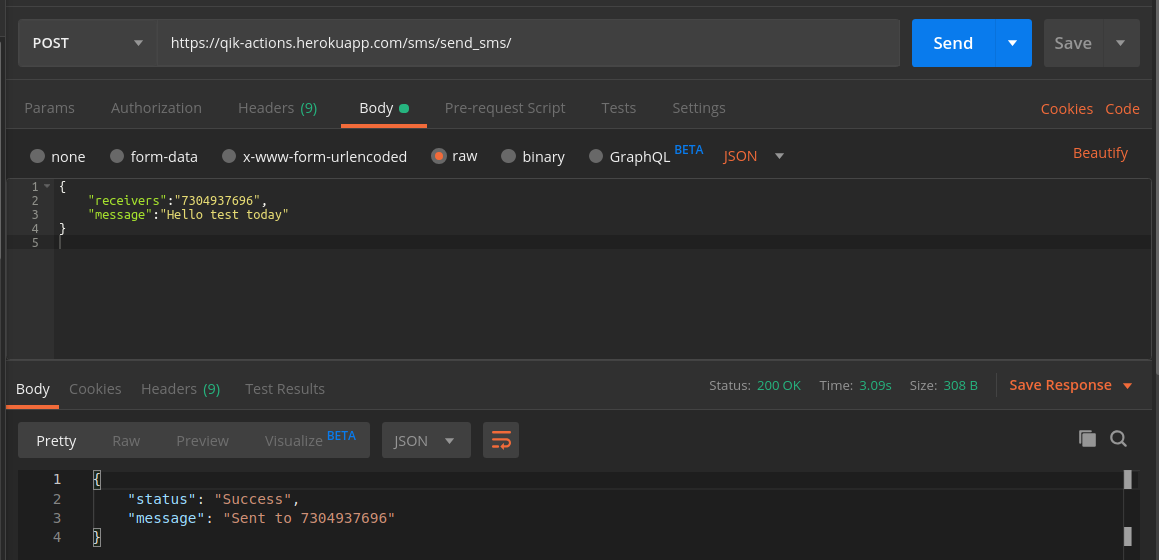 POST https://qik-actions.herokuapp.com/sms/send_sms/ Send Save
Params Authorization Headers (9) Body Pre-request Script Tests Settings Cookies Code
none form-data x-www-form-urlencoded raw binary GraphQL BETA JSON Beautify
1 {
2 "receivers":"7304937696",
3 "message":"Hello test today"
4 }
5
Body Cookies Headers (9) Test Results Status: 200 OK Time: 3.09s Size: 308 B Save Response
Pretty Raw Preview Visualize BETA JSON
1 {
2 "status": "Success",
3 "message": "Sent to 7304937696"
4 }